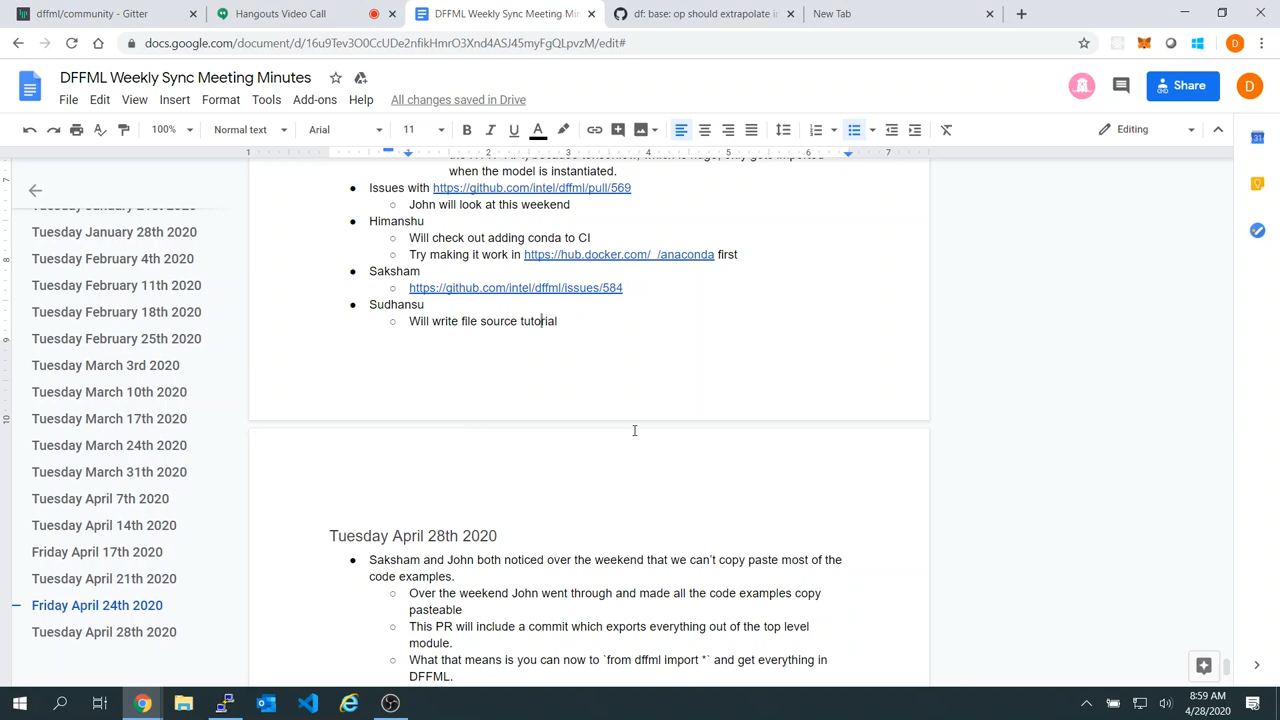 dffml/community - Gitter
Hangouts Video Call
DFFML Weekly Sync Meeting Min
df: base: op should extrapolate i
New Tab
docs.google.com/document/d/16u9Tev3O0CcUDe2nfikHmrO3Xnd4ASJ45myFgQLpvzM/edit#
DFFML Weekly Sync Meeting Minutes
File Edit View Insert Format Tools Add-ons Help All changes saved in Drive
Share
D
100% Normal text Arial 11 Editing
1 1 2 3 4 5 6 7
when the model is instantiated.
Issues with https://github.com/intel/dffml/pull/569
John will look at this weekend
Himanshu
Will check out adding conda to CI
Try making it work in https://hub.docker.com/_/anaconda first
Saksham
https://github.com/intel/dffml/issues/584
Sudhansu
Will write file source tutorial
Tuesday January 28th 2020
Tuesday February 4th 2020
Tuesday February 11th 2020
Tuesday February 18th 2020
Tuesday February 25th 2020
Tuesday March 3rd 2020
Tuesday March 10th 2020
Tuesday March 17th 2020
Tuesday March 24th 2020
Tuesday March 31th 2020
Tuesday April 7th 2020
Tuesday April 14th 2020
Friday April 17th 2020
Tuesday April 21th 2020
Friday April 24th 2020
Tuesday April 28th 2020
Tuesday April 28th 2020
Saksham and John both noticed over the weekend that we can't copy paste most of the
code examples.
Over the weekend John went through and made all the code examples copy
pasteable
This PR will include a commit which exports everything out of the top level
module.
What that means is you can now to `from dffml import *` and get everything in
DFFML.
8:59 AM
4/28/2020